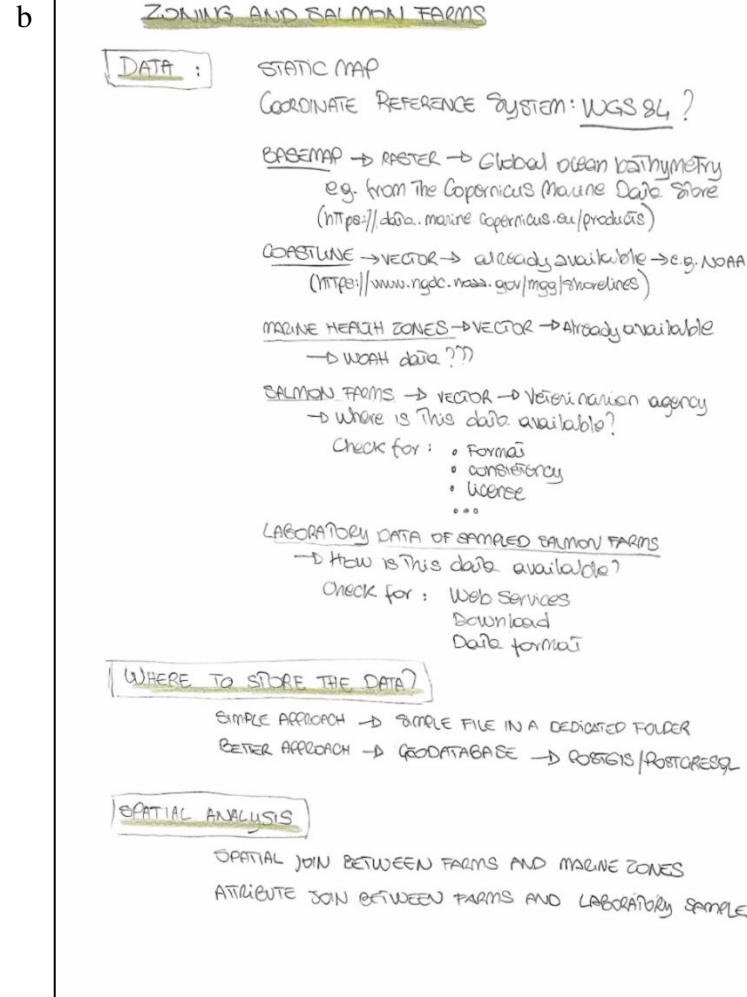 b
ZONING AND SALMON FARMS
DATA :
STATIC MAP
COORDINATE REFERENCE SYSTEM: WGS 84 ?
BASEMAP → RASTER → Global ocean bathymetry
eg. from The Copernicus Marine Data Store
(https://data.marine.copernicus.eu/products)
COASTLINE → VECTOR → already available → e.g. NOAA
(https://www.ngdc.noaa.gov/mgg/shorelines)
MARINE HEALTH ZONES → VECTOR → Already available
→ WOAH data ???
SALMON FARMS → VECTOR → Veterinarian agency
→ Where is This data available?
Check for : • Format
• consistency
• License
...
LABORATORY DATA OF SAMPLED SALMON FARMS
→ How is This data available?
Check for : Web Services
Download
Data format
WHERE TO STORE THE DATA?
SIMPLE APPROACH → SIMPLE FILE IN A DEDICATED FOLDER
BETTER APPROACH → GEODATABASE → POSTGIS/POSTGRESQL
SPATIAL ANALYSIS
SPATIAL JOIN BETWEEN FARMS AND MARINE ZONES
ATTRIBUTE JOIN BETWEEN FARMS AND LABORATORY SAMPLE